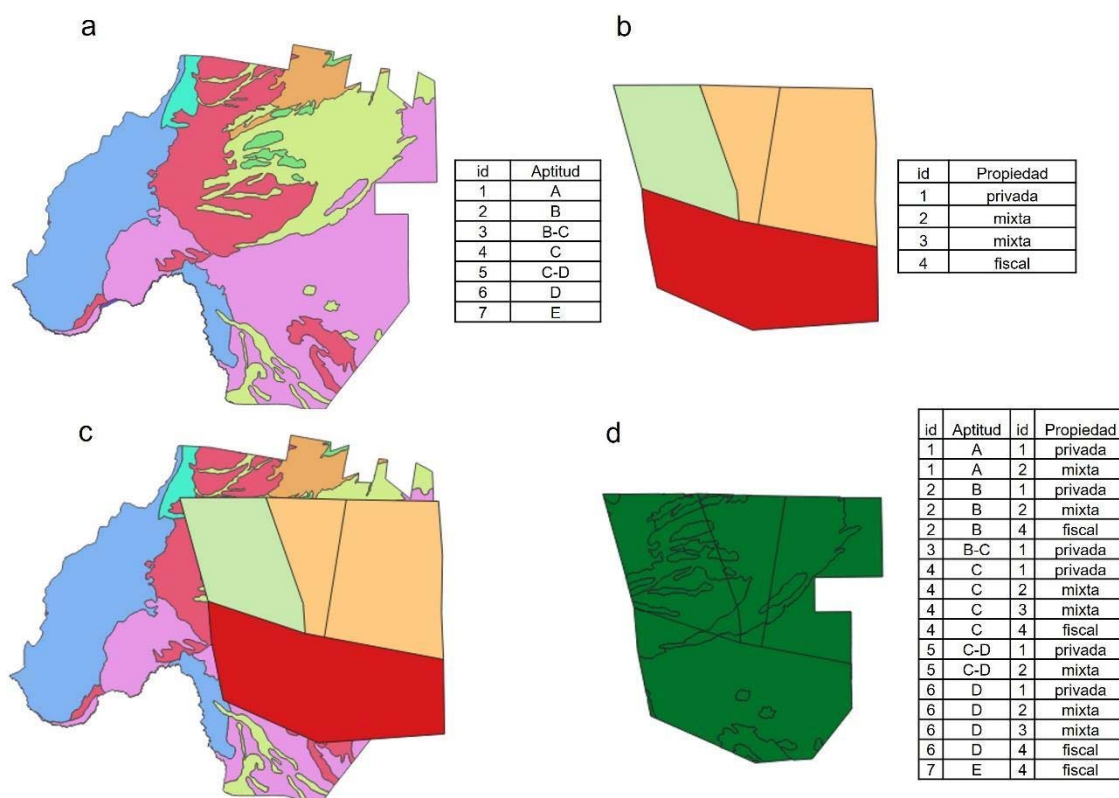 a
id Aptitud
1 A
2 B
3 B-C
4 C
5 C-D
6 D
7 E
b
id Propiedad
1 privada
2 mixta
3 mixta
4 fiscal
c
d
id Aptitud id Propiedad
1 A 1 privada
1 A 2 mixta
2 B 1 privada
2 B 2 mixta
2 B 4 fiscal
3 B-C 1 privada
4 C 1 privada
4 C 2 mixta
4 C 3 mixta
4 C 4 fiscal
5 C-D 1 privada
5 C-D 2 mixta
6 D 1 privada
6 D 2 mixta
6 D 3 mixta
6 D 4 fiscal
7 E 4 fiscal